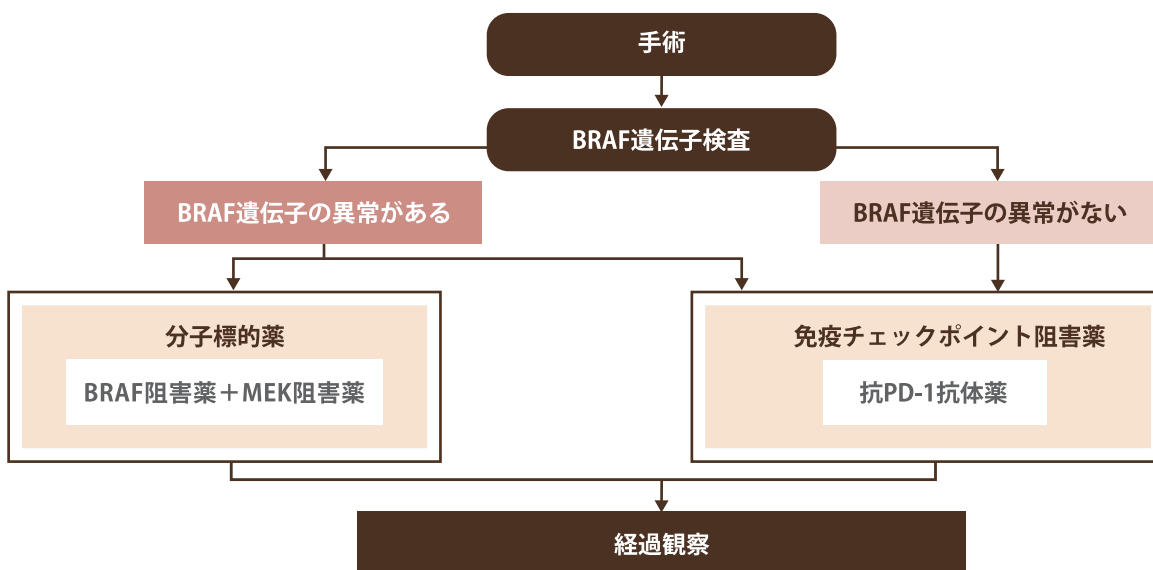 手術
BRAF遺伝子検査
BRAF遺伝子の異常がある
BRAF遺伝子の異常がない
分子標的薬
BRAF阻害薬＋MEK阻害薬
免疫チェックポイント阻害薬
抗PD-1抗体薬
経過観察